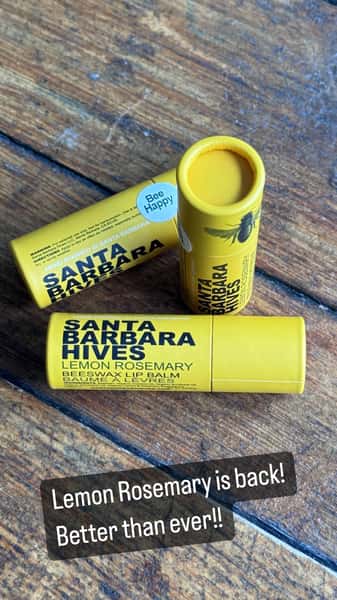 Bee
Happy
SANTA
BARBARA
HIVES
SANTA
BARBARA
HIVES
SANTA
BARBARA
HIVES
LEMON ROSEMARY
BEESWAX LIP BALM
BAUME À LÈVRES
Lemon Rosemary is back!
Better than ever!!